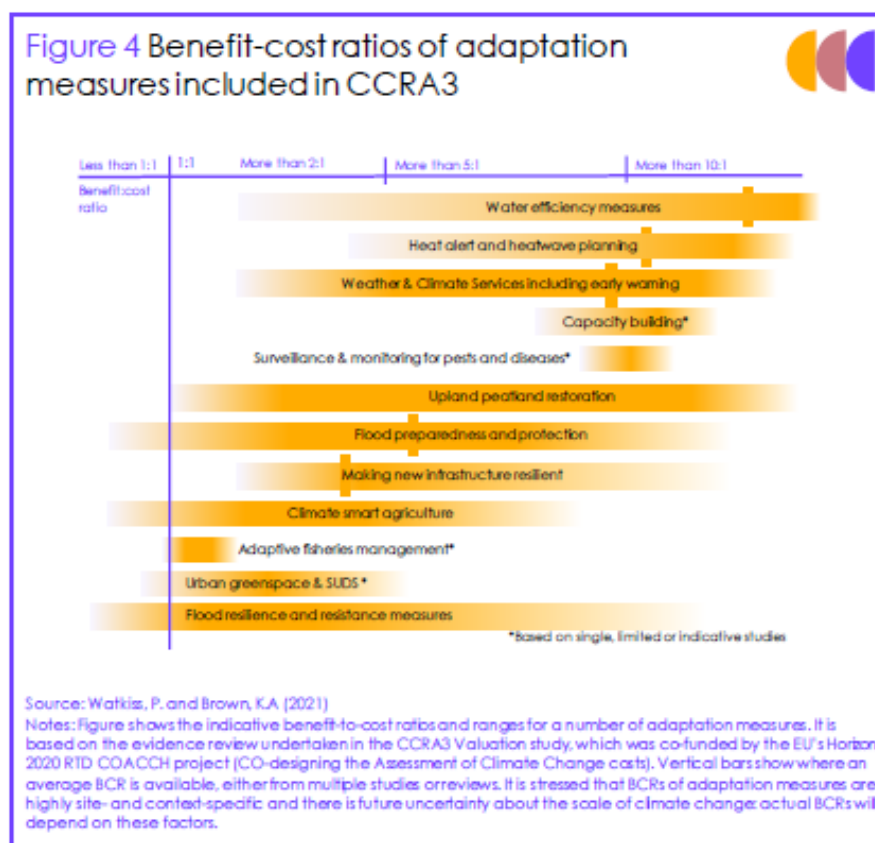 Figure 4 Benefit-cost ratios of adaptation
measures included in CCRA3
Less than 1:1 1:1 More than 2:1 More than 5:1 More than 10:1
Benefit:cost
ratio
Water efficiency measures
Heat alert and heatwave planning
Weather & Climate Services including early warning
Capacity building*
Surveillance & monitoring for pests and diseases*
Upland peatland restoration
Flood preparedness and protection
Making new infrastructure resilient
Climate smart agriculture
Adaptive fisheries management*
Urban greenspace & SUDS *
Flood resilience and resistance measures
*Based on single, limited or indicative studies
Source: Watkiss, P. and Brown, K.A (2021)
Notes: Figure shows the indicative benefit-to-cost ratios and ranges for a number of adaptation measures. It is
based on the evidence review undertaken in the CCRA3 Valuation study, which was co-funded by the EU's Horizon
2020 RTD COACCH project (CO-designing the Assessment of Climate Change costs). Vertical bars show where an
average BCR is available, either from multiple studies or reviews. It is stressed that BCRs of adaptation measures are
highly site- and context-specific and there is future uncertainty about the scale of climate change: actual BCRs will
depend on these factors.